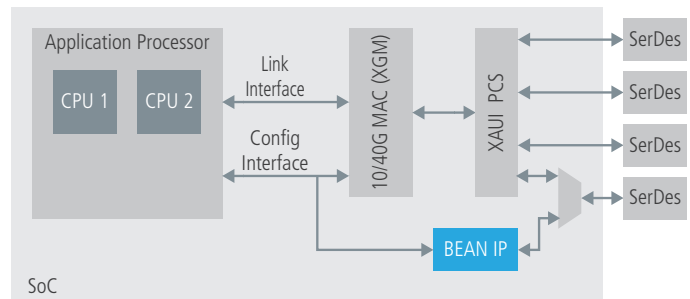 Application Processor
CPU 1
CPU 2
Link
Interface
Config
Interface
10/40G MAC (XGM)
XAUI PCS
SerDes
SerDes
SerDes
SerDes
BEAN IP
SoC